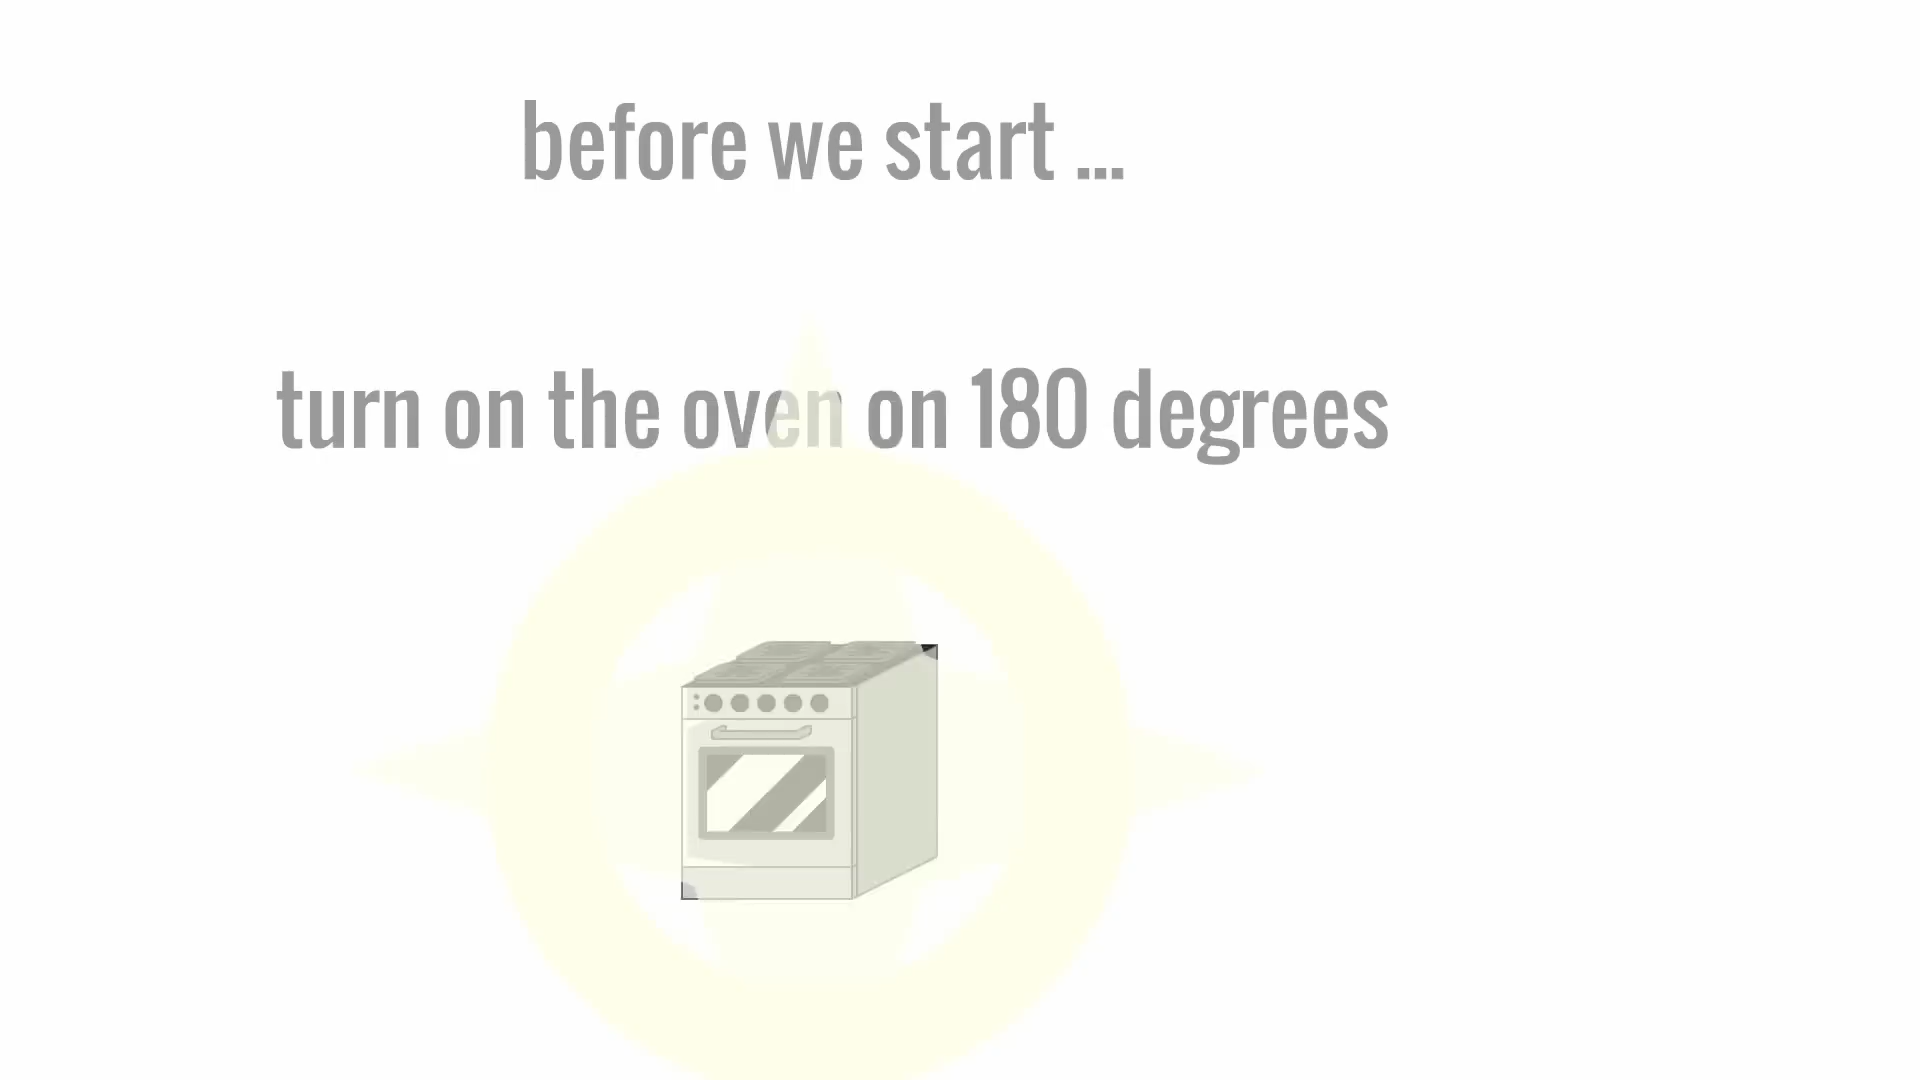 before we start ...
turn on the oven on 180 degrees